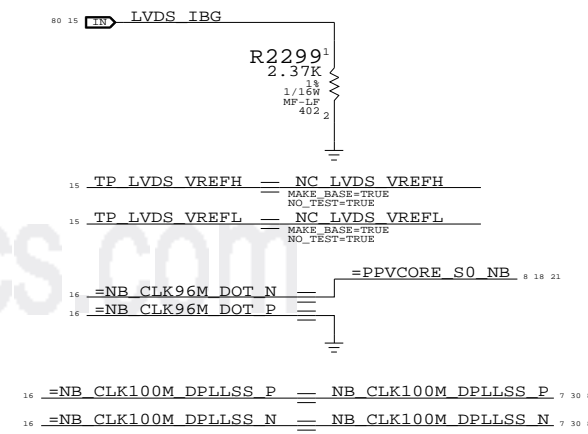 80 15 IN LVDS_IBG
R2299 1
2.37K
1%
1/16W
MF-LF
402 2
15 TP_LVDS_VREFH NC_LVDS_VREFH
MAKE_BASE=TRUE
NO_TEST=TRUE
15 TP_LVDS_VREFL NC_LVDS_VREFL
MAKE_BASE=TRUE
NO_TEST=TRUE
=PPVCORE_S0_NB 8 18 21
16 =NB_CLK96M_DOT_N
16 =NB_CLK96M_DOT_P
cs.com
16 =NB_CLK100M_DPLLSS_P NB_CLK100M_DPLLSS_P 7 30
16 =NB_CLK100M_DPLLSS_N NB_CLK100M_DPLLSS_N 7 30